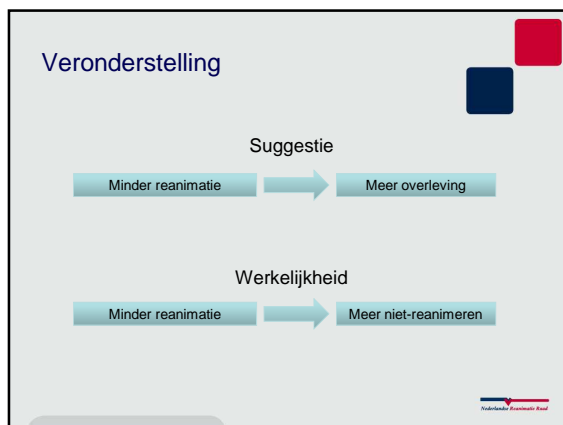 Veronderstelling
Suggestie
Minder reanimatie
Meer overleving
Werkelijkheid
Minder reanimatie
Meer niet-reanimeren
Nederlandse Reanimatie Raad